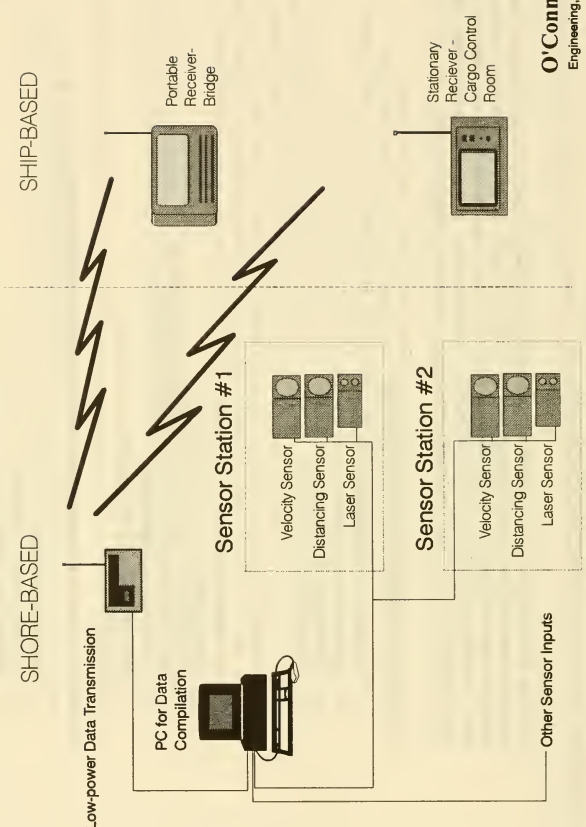 SHORE-BASED
SHIP-BASED
ow-power Data Transmission
PC for Data
Compilation
Portable
Receiver-
Bridge
Sensor Station #1
Velocity Sensor
Distancing Sensor
Laser Sensor
Stationary
Reciever -
Cargo Control
Room
Sensor Station #2
Velocity Sensor
Distancing Sensor
Laser Sensor
Other Sensor Inputs
O'Conn
Engineering,